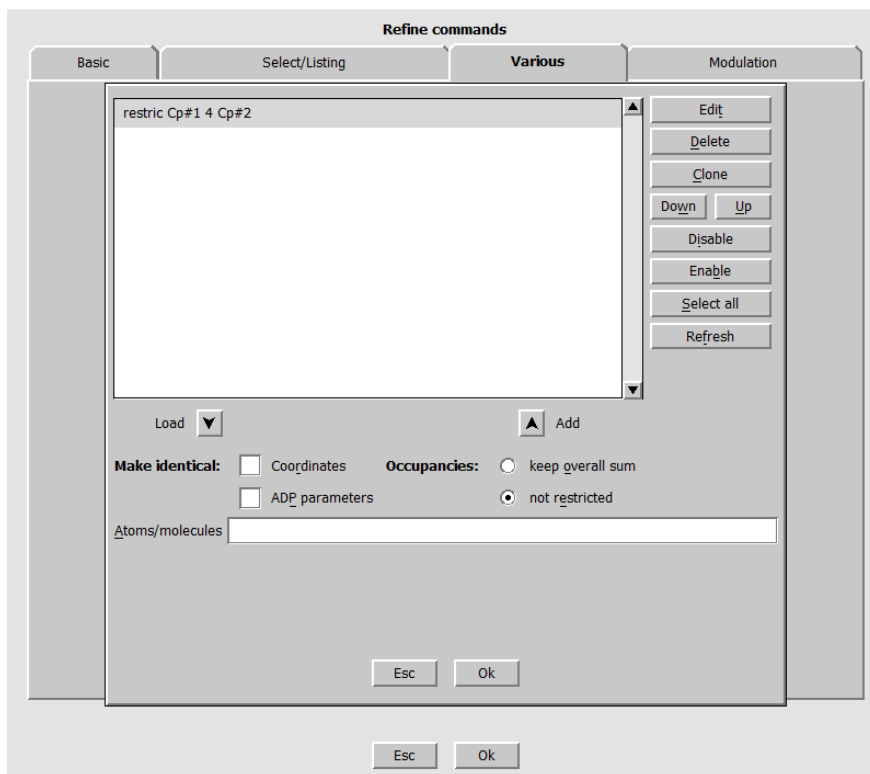 Refine commands
Basic
Select/Listing
Various
Modulation
restric Cp#1 4 Cp#2
Edit
Delete
Clone
Down
Up
Disable
Enable
Select all
Refresh
Load
Add
Make identical:
Coordinates
Occupancies:
keep overall sum
ADP parameters
not restricted
Atoms/molecules
Esc
Ok
Esc
Ok